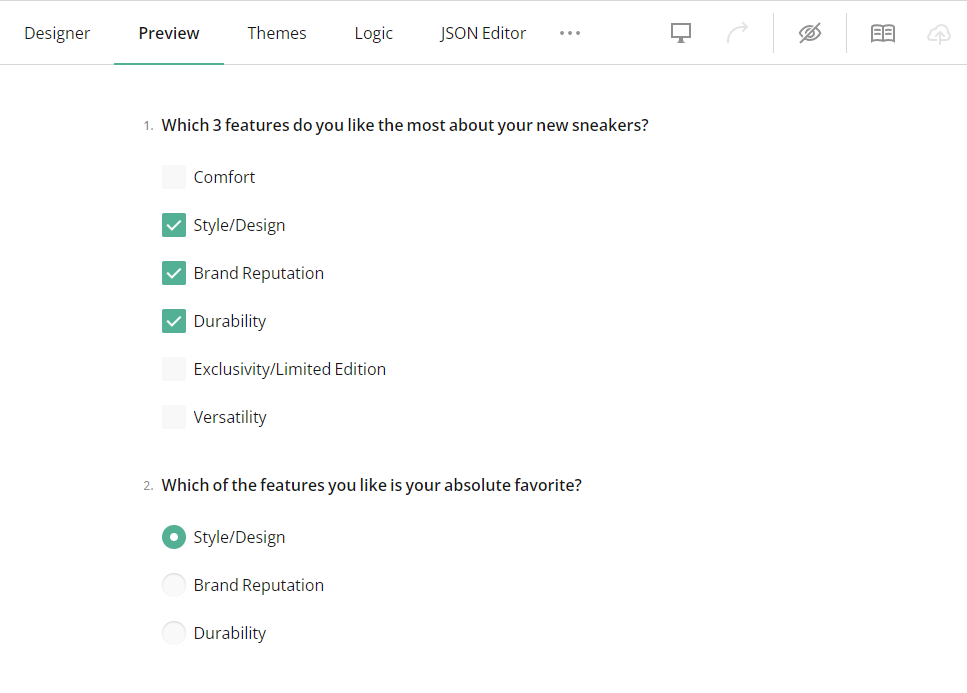 Designer Preview Themes Logic JSON Editor
1. Which 3 features do you like the most about your new sneakers?
Comfort
Style/Design
Brand Reputation
Durability
Exclusivity/Limited Edition
Versatility
2. Which of the features you like is your absolute favorite?
Style/Design
Brand Reputation
Durability